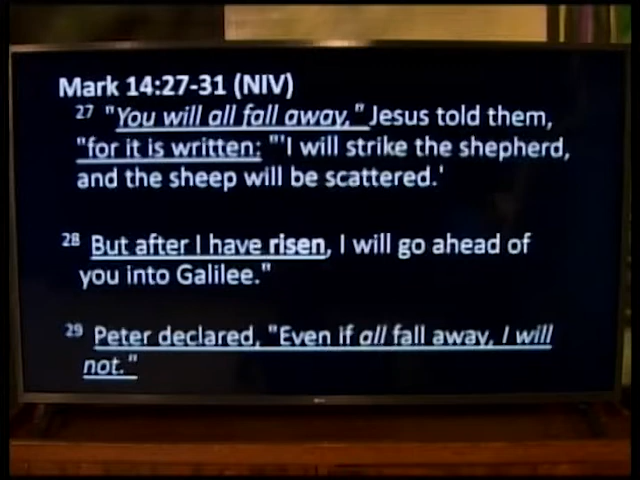 Mark 14:27-31 (NIV)
27 "You will all fall away," Jesus told them,
"for it is written: "'I will strike the shepherd,
and the sheep will be scattered.'
28 But after I have risen, I will go ahead of
you into Galilee."
29 Peter declared, "Even if all fall away, I will
not."